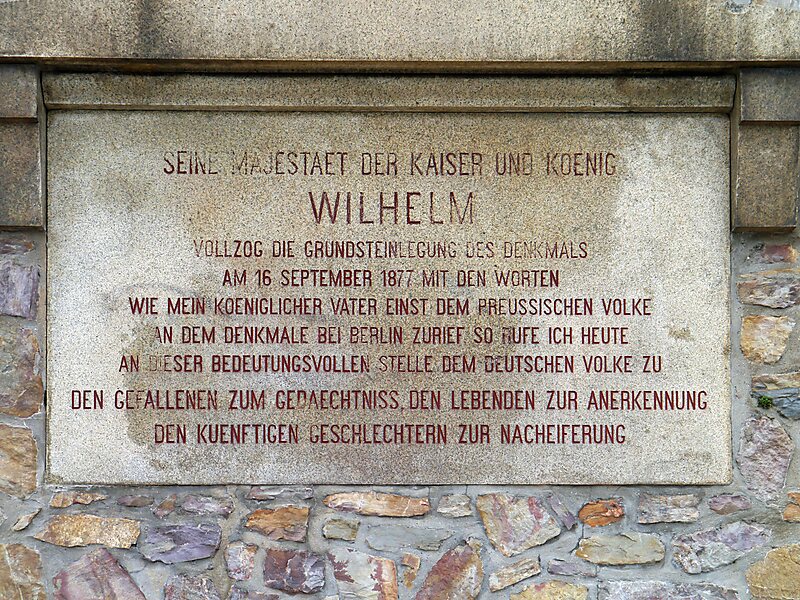 SEINE MAJESTAET DER KAISER UND KOENIG
WILHELM
VOLLZOG DIE GRUNDSTEINLEGUNG DES DENKMALS
AM 16 SEPTEMBER 1877 MIT DEN WORTEN
WIE MEIN KOENIGLICHER VATER EINST DEM PREUSSISCHEN VOLKE
AN DEM DENKMALE BEI BERLIN ZURIEF SO RUFE ICH HEUTE
AN DIESER BEDEUTUNGSVOLLEN STELLE DEM DEUTSCHEN VOLKE ZU
DEN GEFALLENEN ZUM GEDAECHTNISS, DEN LEBENDEN ZUR ANERKENNUNG
DEN KUENFTIGEN GESCHLECHTERN ZUR NACHEIFERUNG